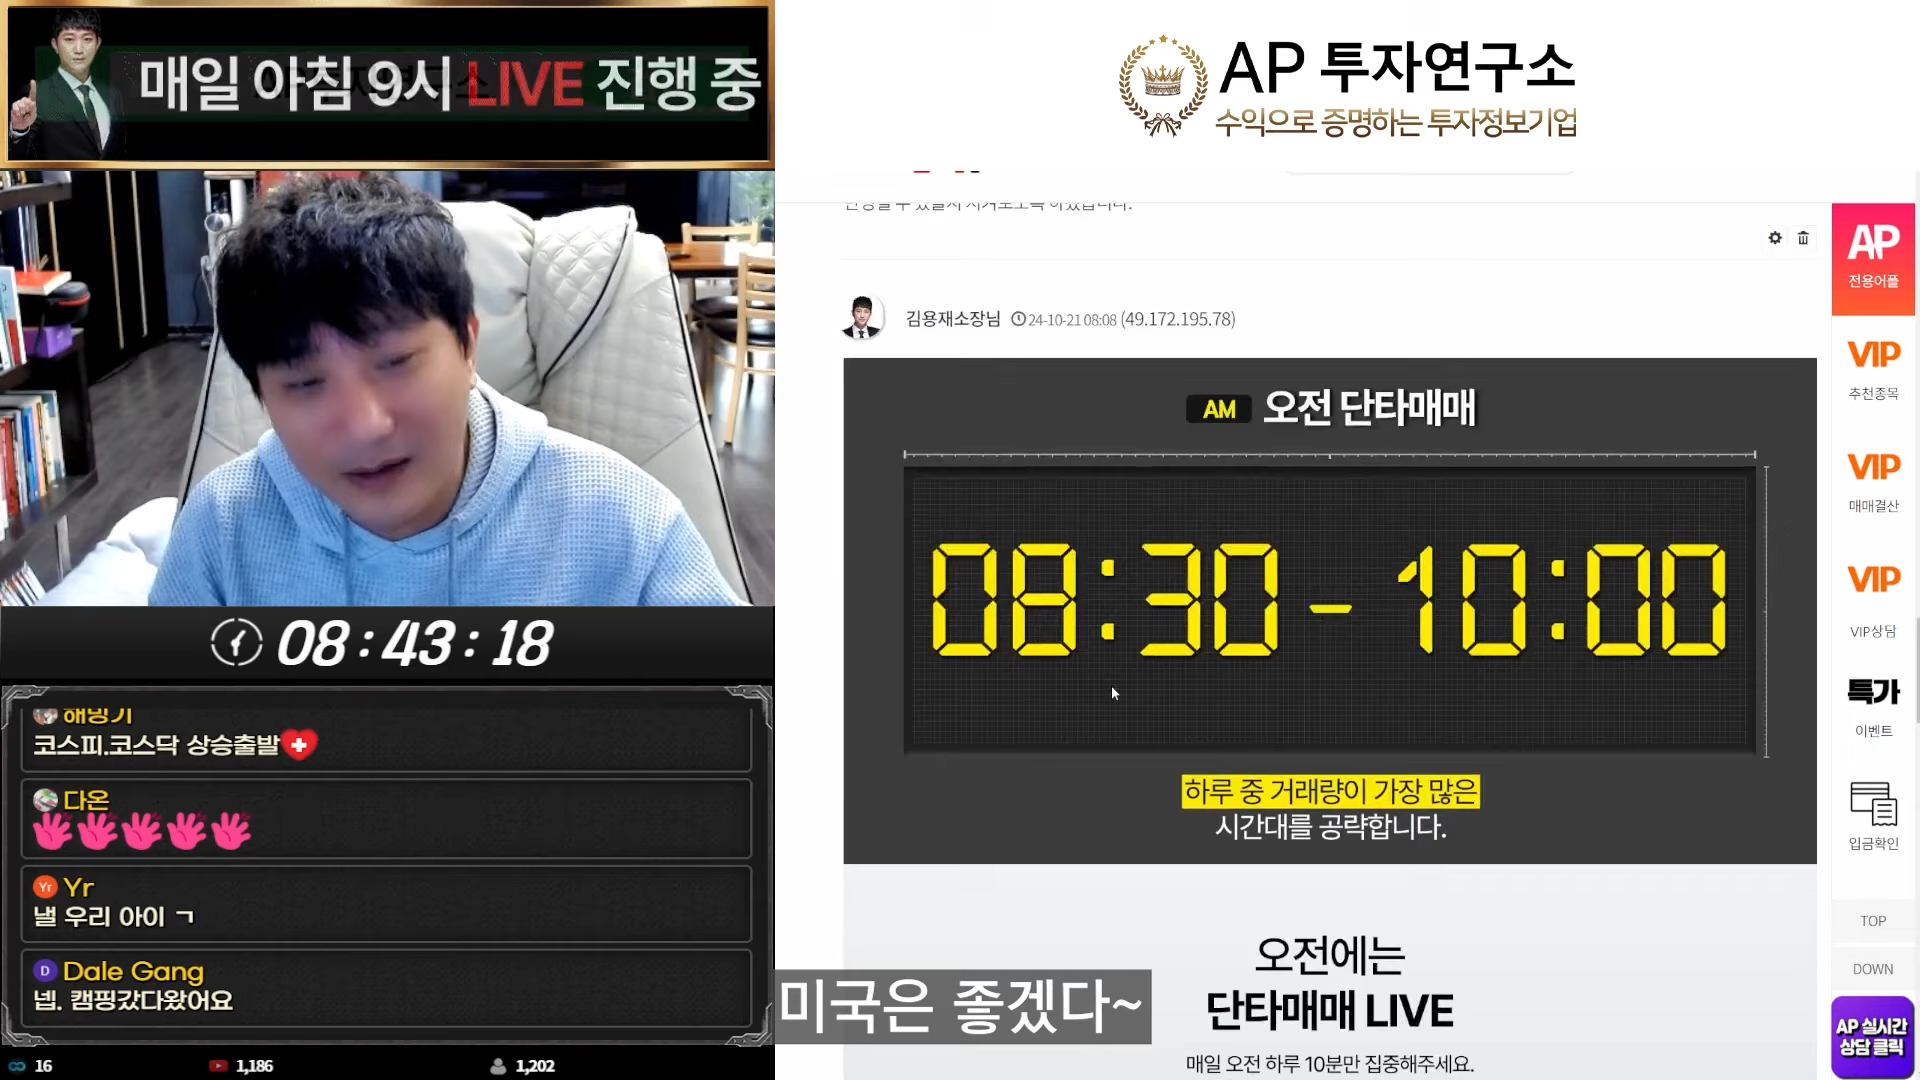 매일 아침 9시 LIVE 진행 중
AP 투자연구소
수익으로 증명하는 투자정보기업
김용재소장님 24-10-21 08:08 (49.172.195.78)
AM 오전 단타매매
08:30 - 10:00
하루 중 거래량이 가장 많은
시간대를 공략합니다.
오전에는
단타매매 LIVE
매일 오전 하루 10분만 집중해주세요.
AP
전용어플
VIP
추천종목
VIP
매매결산
VIP
VIP상담
특가
이벤트
입금확인
TOP
DOWN
AP 실시간
상담 클릭
08:43:18
해밍기
코스피.코스닥 상승출발
다온
Yr
Yr
낼 우리 아이 ㄱ
D Dale Gang
넵. 캠핑갔다왔어요
16 1,186 1,202
미국은 좋겠다~